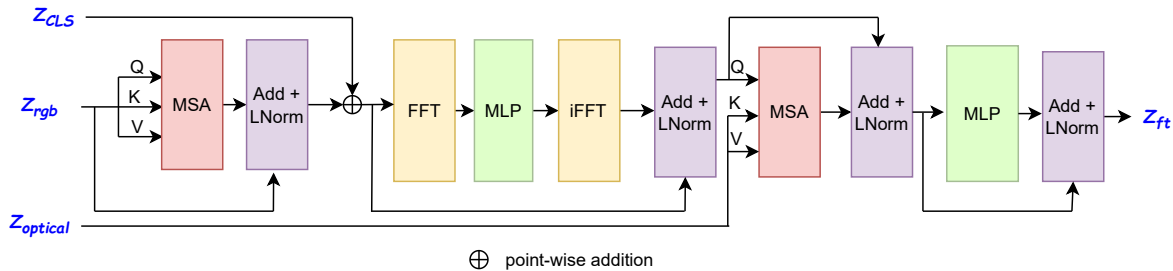 Z_CLS
Z_rgb
Q
K
V
MSA
Add +
LNorm
FFT
MLP
iFFT
Add +
LNorm
Q
K
V
MSA
Add +
LNorm
MLP
Add +
LNorm
Z_ft
Z_optical
⊕ point-wise addition